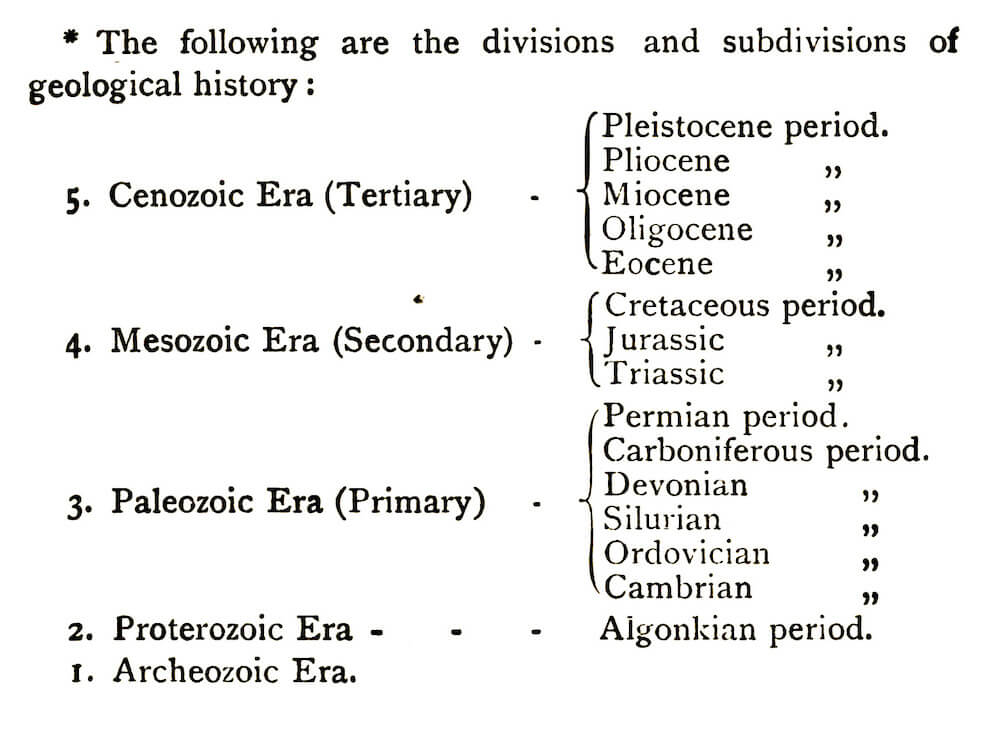 * The following are the divisions and subdivisions of
geological history :
Pleistocene period.
Pliocene „
5. Cenozoic Era (Tertiary) - Miocene „
Oligocene „
Eocene „
Cretaceous period.
4. Mesozoic Era (Secondary) - Jurassic „
Triassic „
Permian period.
Carboniferous period.
Devonian „
3. Paleozoic Era (Primary) - Silurian „
Ordovician „
Cambrian „
2. Proterozoic Era - - - Algonkian period.
1. Archeozoic Era.